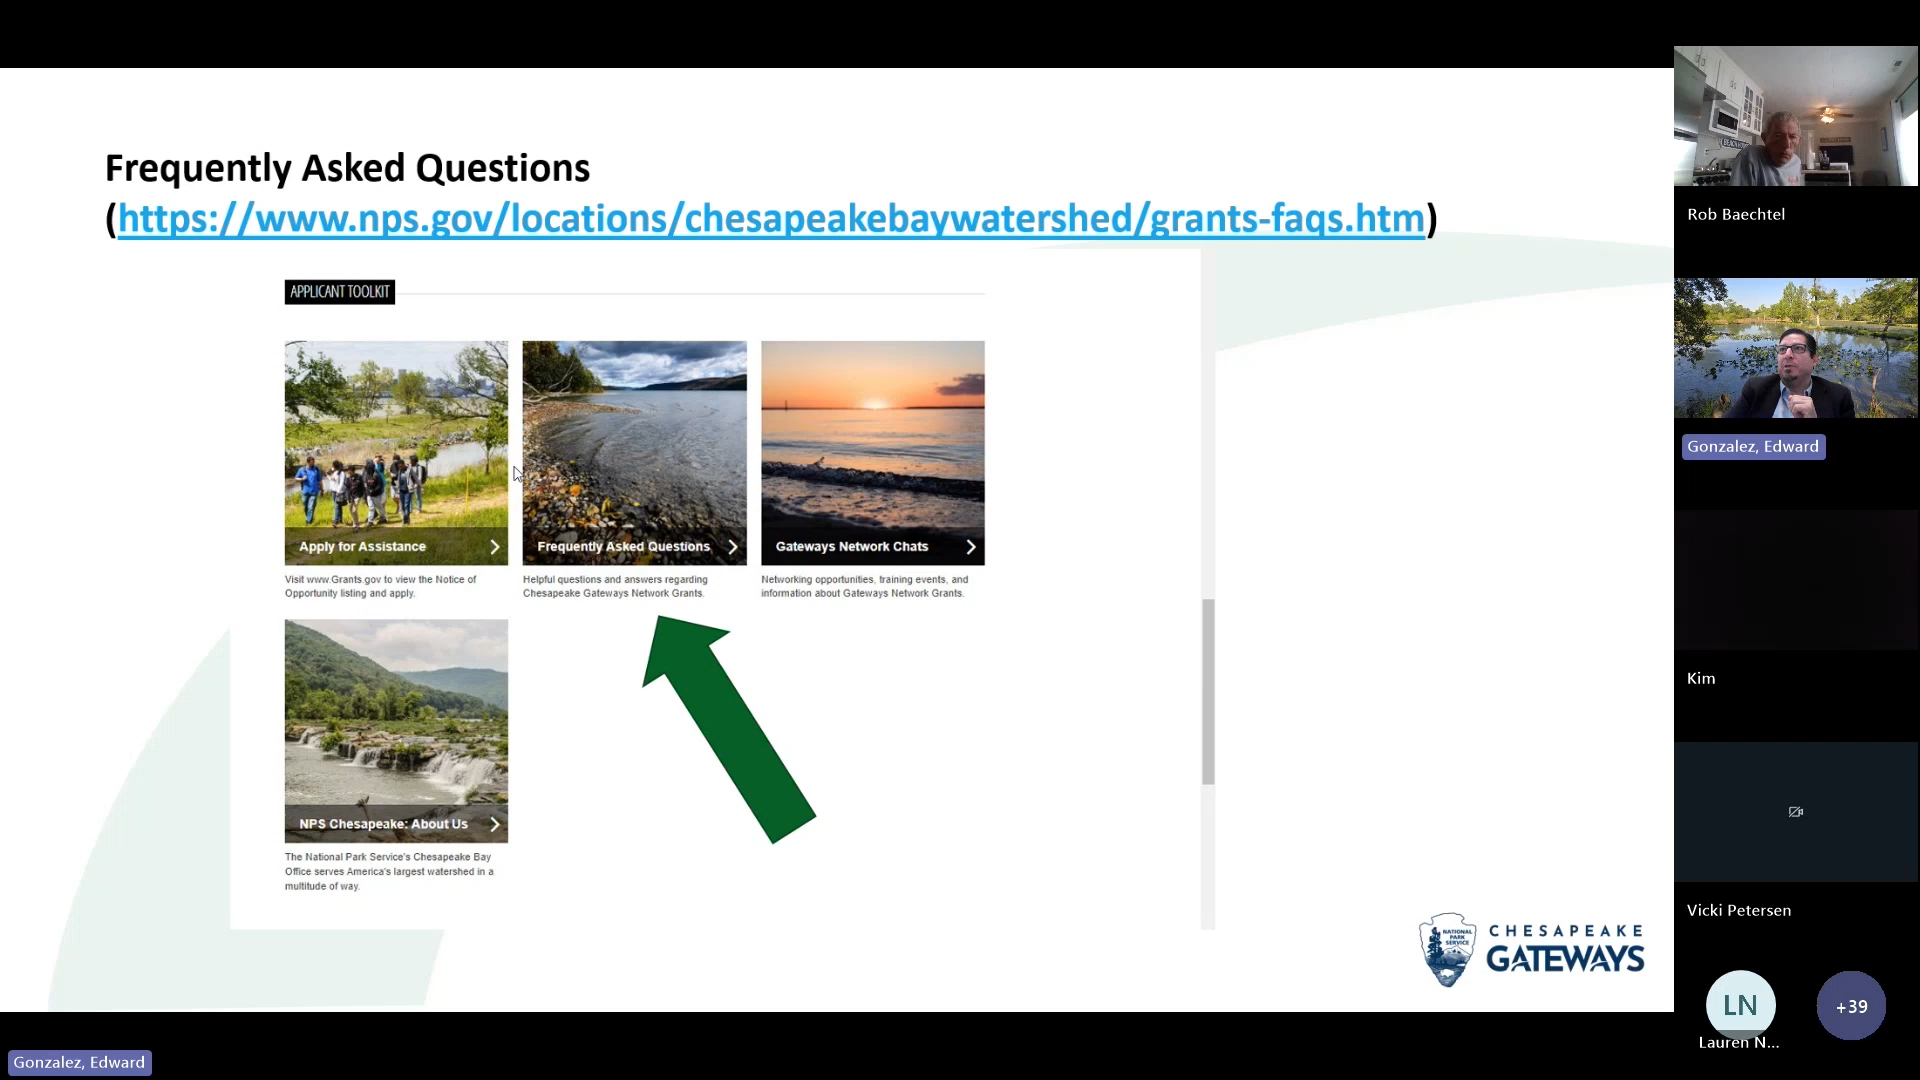 Frequently Asked Questions
(https://www.nps.gov/locations/chesapeakebaywatershed/grants-faqs.htm)
APPLICANT TOOLKIT
Apply for Assistance
Visit www.Grants.gov to view the Notice of
Opportunity listing and apply.
Frequently Asked Questions
Helpful questions and answers regarding
Chesapeake Gateways Network Grants.
Gateways Network Chats
Networking opportunities, training events, and
information about Gateways Network Grants.
NPS Chesapeake: About Us
The National Park Service's Chesapeake Bay
Office serves America's largest watershed in a
multitude of way.
NATIONAL
PARK
SERVICE
CHESAPEAKE
GATEWAYS
Rob Baechtel
Gonzalez, Edward
Kim
Vicki Petersen
LN
Lauren N...
+39
Gonzalez, Edward